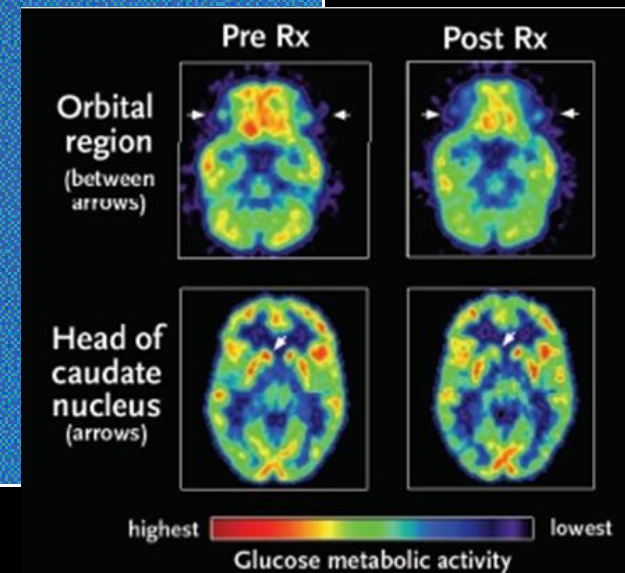 Pre Rx
Post Rx
Orbital
region
(between
arrows)
Head of
caudate
nucleus
(arrows)
highest
lowest
Glucose metabolic activity